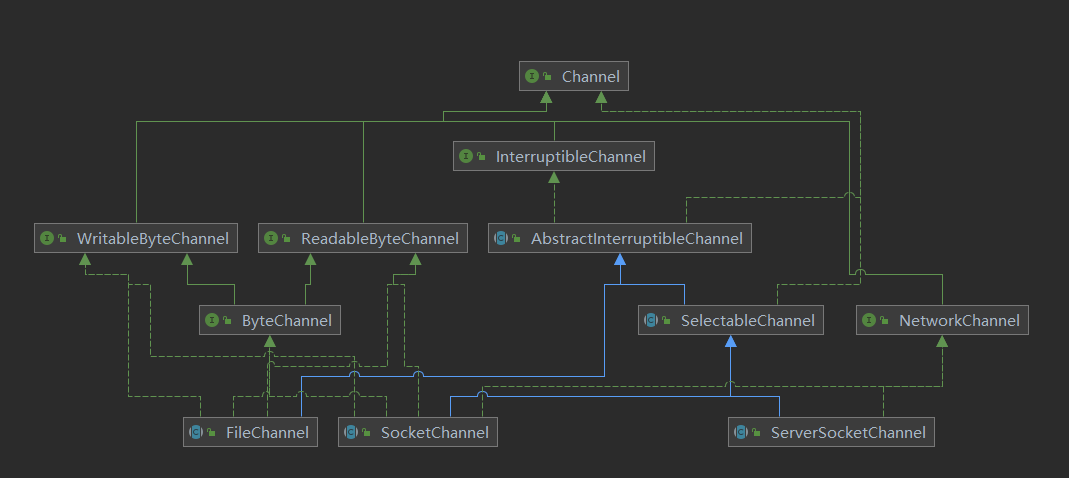 Channel
InterruptibleChannel
WritableByteChannel
ReadableByteChannel
AbstractInterruptibleChannel
ByteChannel
SelectableChannel
NetworkChannel
FileChannel
SocketChannel
ServerSocketChannel